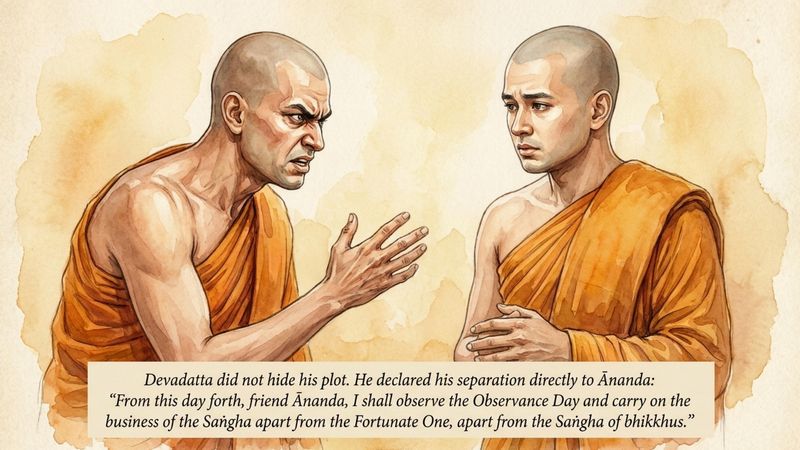 Devadatta did not hide his plot. He declared his separation directly to Ānanda:
“From this day forth, friend Ānanda, I shall observe the Observance Day and carry on the
business of the Saṅgha apart from the Fortunate One, apart from the Saṅgha of bhikkhus.”